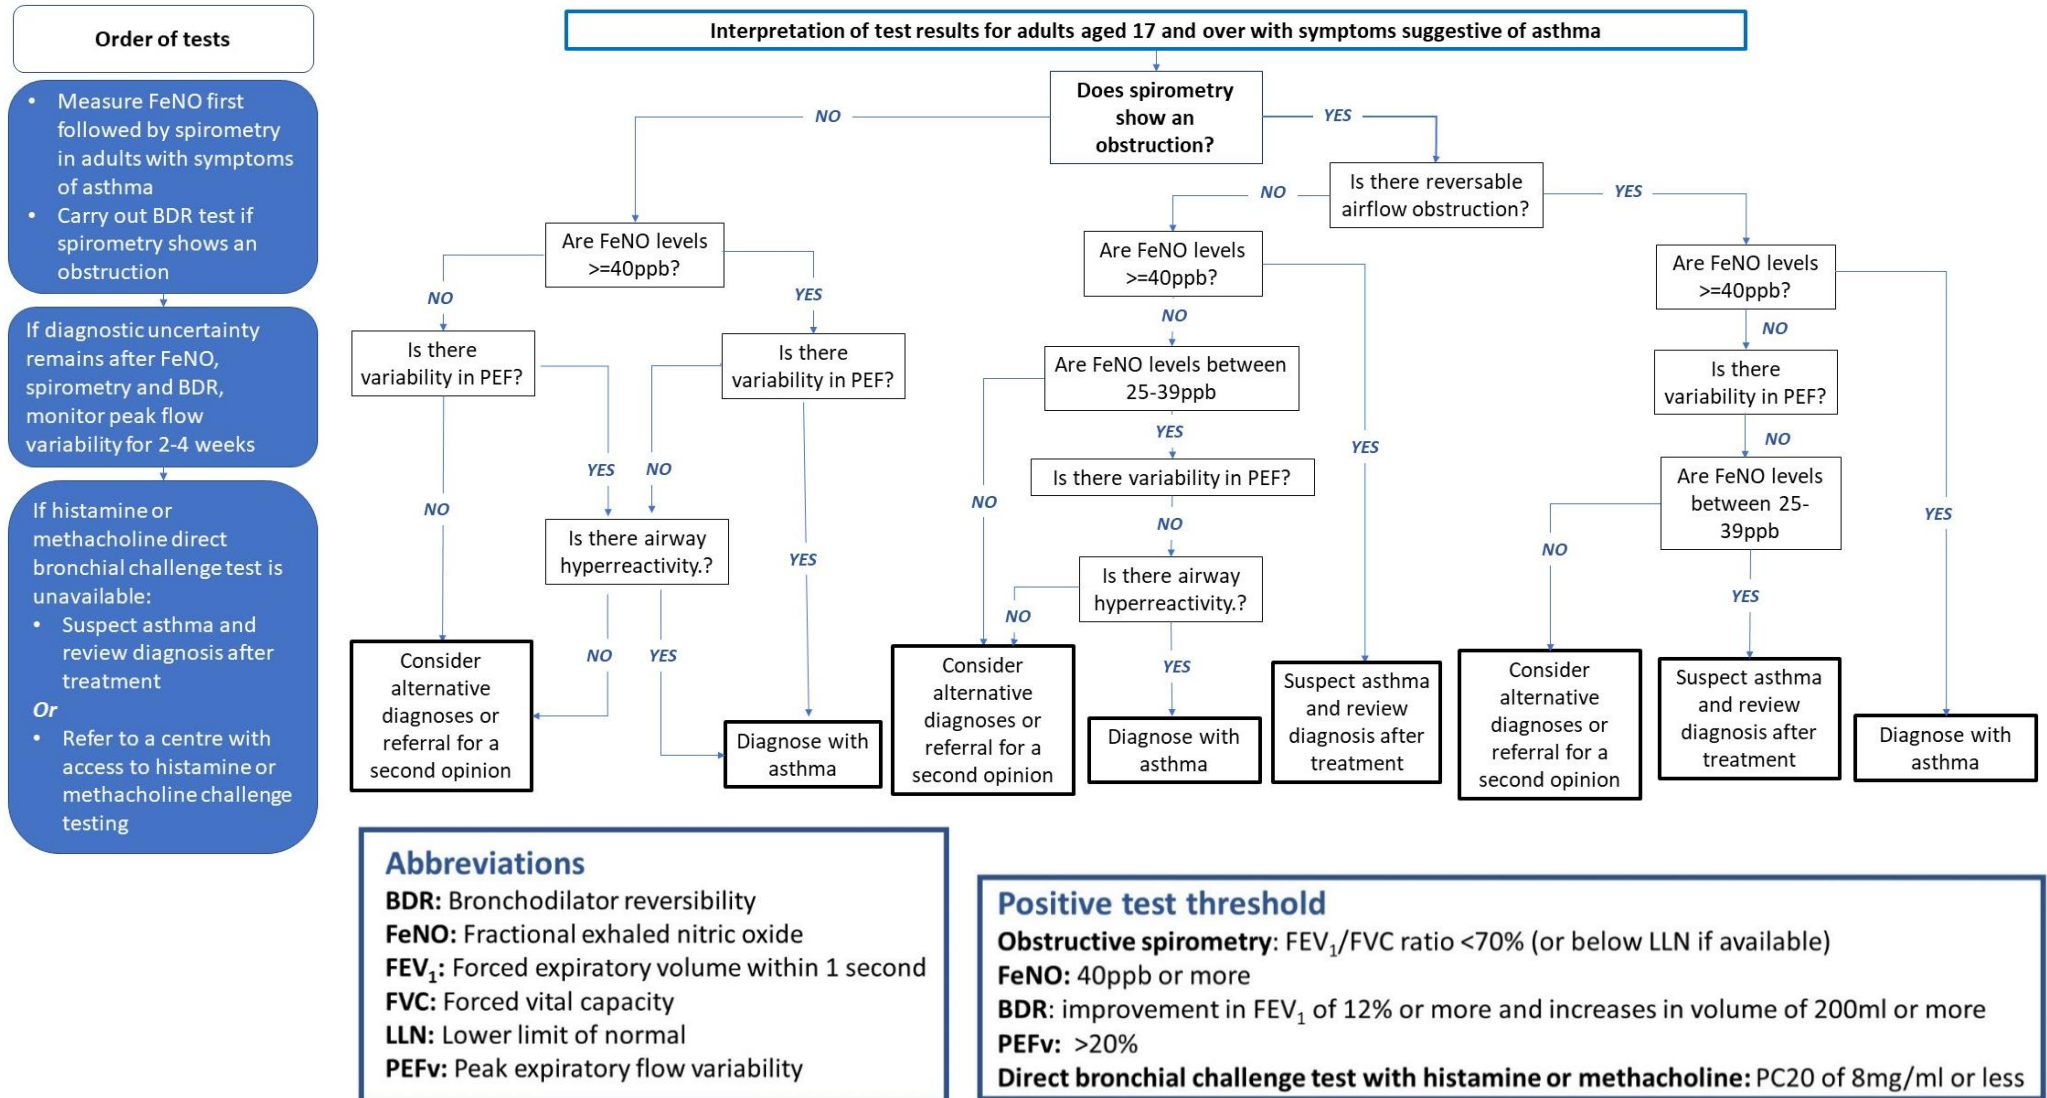 Order of tests
• Measure FeNO first
followed by spirometry
in adults with symptoms
of asthma
• Carry out BDR test if
spirometry shows an
obstruction
If diagnostic uncertainty
remains after FeNO,
spirometry and BDR,
monitor peak flow
variability for 2-4 weeks
If histamine or
methacholine direct
bronchial challenge test is
unavailable:
• Suspect asthma and
review diagnosis after
treatment
Or
• Refer to a centre with
access to histamine or
methacholine challenge
testing
Interpretation of test results for adults aged 17 and over with symptoms suggestive of asthma
Does spirometry
show an
obstruction?
NO
YES
Is there reversable
airflow obstruction?
NO
YES
Are FeNO levels
>=40ppb?
NO
YES
Is there
variability in PEF?
Is there
variability in PEF?
NO
YES
NO
YES
Is there airway
hyperreactivity.?
NO
YES
Consider
alternative
diagnoses or
referral for a
second opinion
Diagnose with
asthma
Are FeNO levels
>=40ppb?
NO
YES
Are FeNO levels between
25-39ppb
NO
YES
Is there variability in PEF?
NO
Is there airway
hyperreactivity.?
NO
YES
Consider
alternative
diagnoses or
referral for a
second opinion
Diagnose with
asthma
Suspect asthma
and review
diagnosis after
treatment
Are FeNO levels
>=40ppb?
NO
YES
Is there
variability in PEF?
NO
Are FeNO levels
between 25-
39ppb
NO
YES
Consider
alternative
diagnoses or
referral for a
second opinion
Suspect asthma
and review
diagnosis after
treatment
Diagnose with
asthma
Abbreviations
BDR: Bronchodilator reversibility
FeNO: Fractional exhaled nitric oxide
FEV₁: Forced expiratory volume within 1 second
FVC: Forced vital capacity
LLN: Lower limit of normal
PEFv: Peak expiratory flow variability
Positive test threshold
Obstructive spirometry: FEV₁/FVC ratio <70% (or below LLN if available)
FeNO: 40ppb or more
BDR: improvement in FEV₁ of 12% or more and increases in volume of 200ml or more
PEFv: >20%
Direct bronchial challenge test with histamine or methacholine: PC20 of 8mg/ml or less